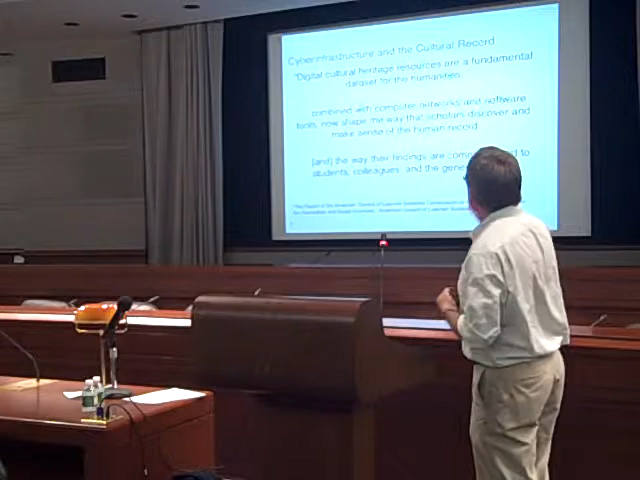 Cyberinfrastructure and the Cultural Record
"Digital cultural heritage resources are a fundamental
dataset for the humanities
combined with computer networks and software
tools, now shape the way that scholars discover and
make sense of the human record
[and] the way their findings are to
students, colleagues, and the